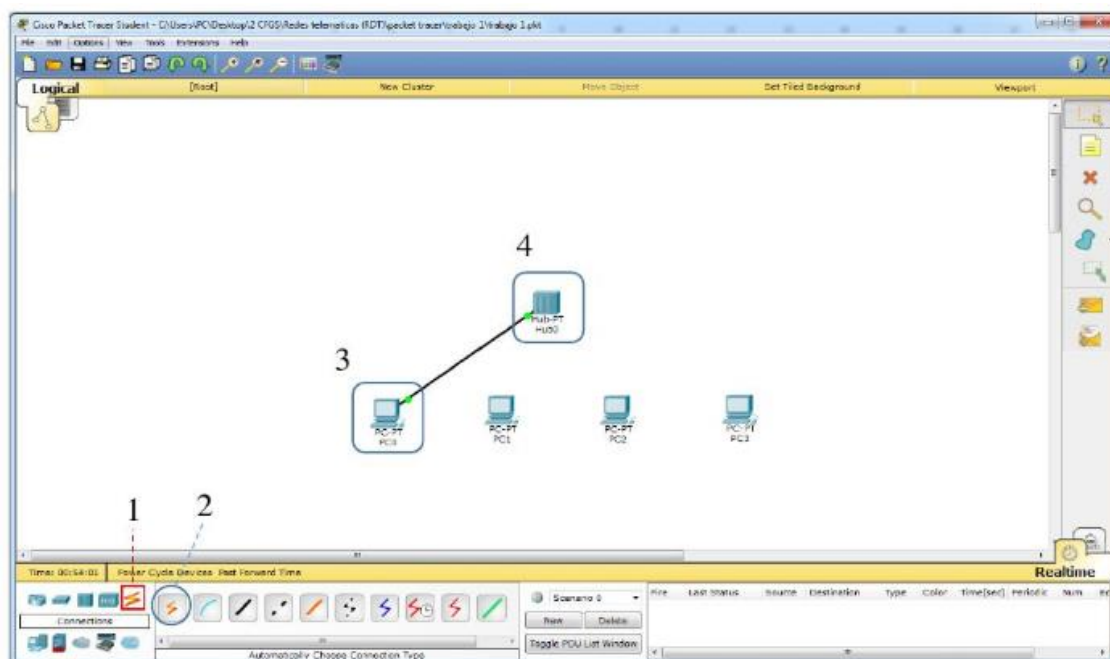 Cisco Packet Tracer Student - C:\Users\PC\Desktop\2 CFGS\Redes telematicas (RDT)\packet tracer\trabajo 1\trabajo 1.pkt
File Edit Options View Tools Extensions Help
Logical [Root] New Cluster Move Object Set Tiled Background Viewport
4
Hub-PT
Hub0
3
PC-PT
PC0
PC-PT
PC1
PC-PT
PC2
PC-PT
PC3
1
2
Time: 00:54:01 Power Cycle Devices Fast Forward Time
Realtime
Connections
Automatically Choose Connection Type
Scenario 0
New Delete
Toggle PDU List Window
Fire Last Status Source Destination Type Color Time(sec) Periodic Num